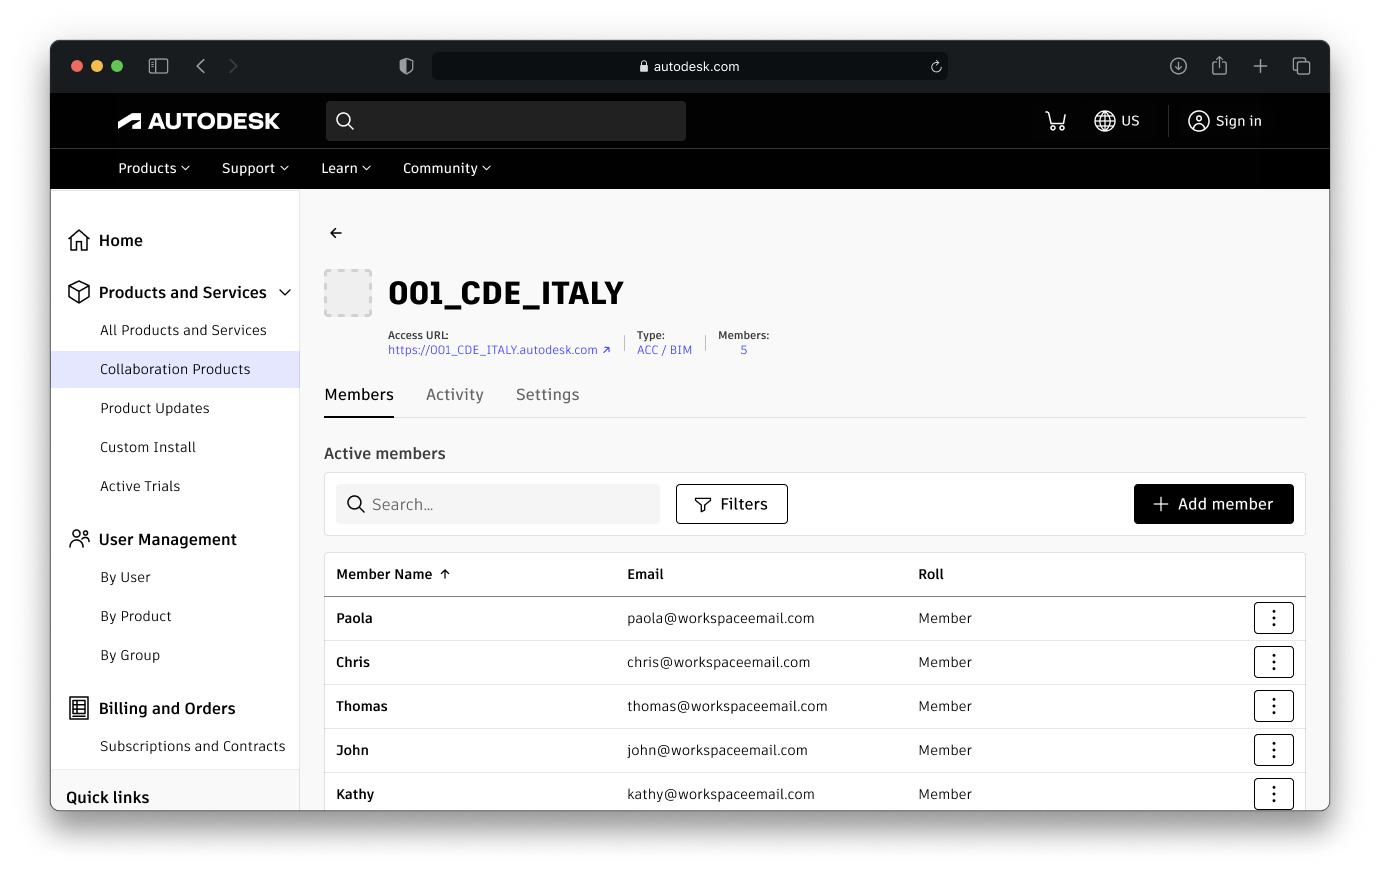 autodesk.com
AUTODESK
US
Sign in
Products
Support
Learn
Community
Home
Products and Services
All Products and Services
Collaboration Products
Product Updates
Custom Install
Active Trials
User Management
By User
By Product
By Group
Billing and Orders
Subscriptions and Contracts
Quick links
001_CDE_ITALY
Access URL:
https://001_CDE_ITALY.autodesk.com
Type:
ACC / BIM
Members:
5
Members
Activity
Settings
Active members
Search...
Filters
Add member
Member Name Email Roll
Paola paola@workspaceemail.com Member
Chris chris@workspaceemail.com Member
Thomas thomas@workspaceemail.com Member
John john@workspaceemail.com Member
Kathy kathy@workspaceemail.com Member